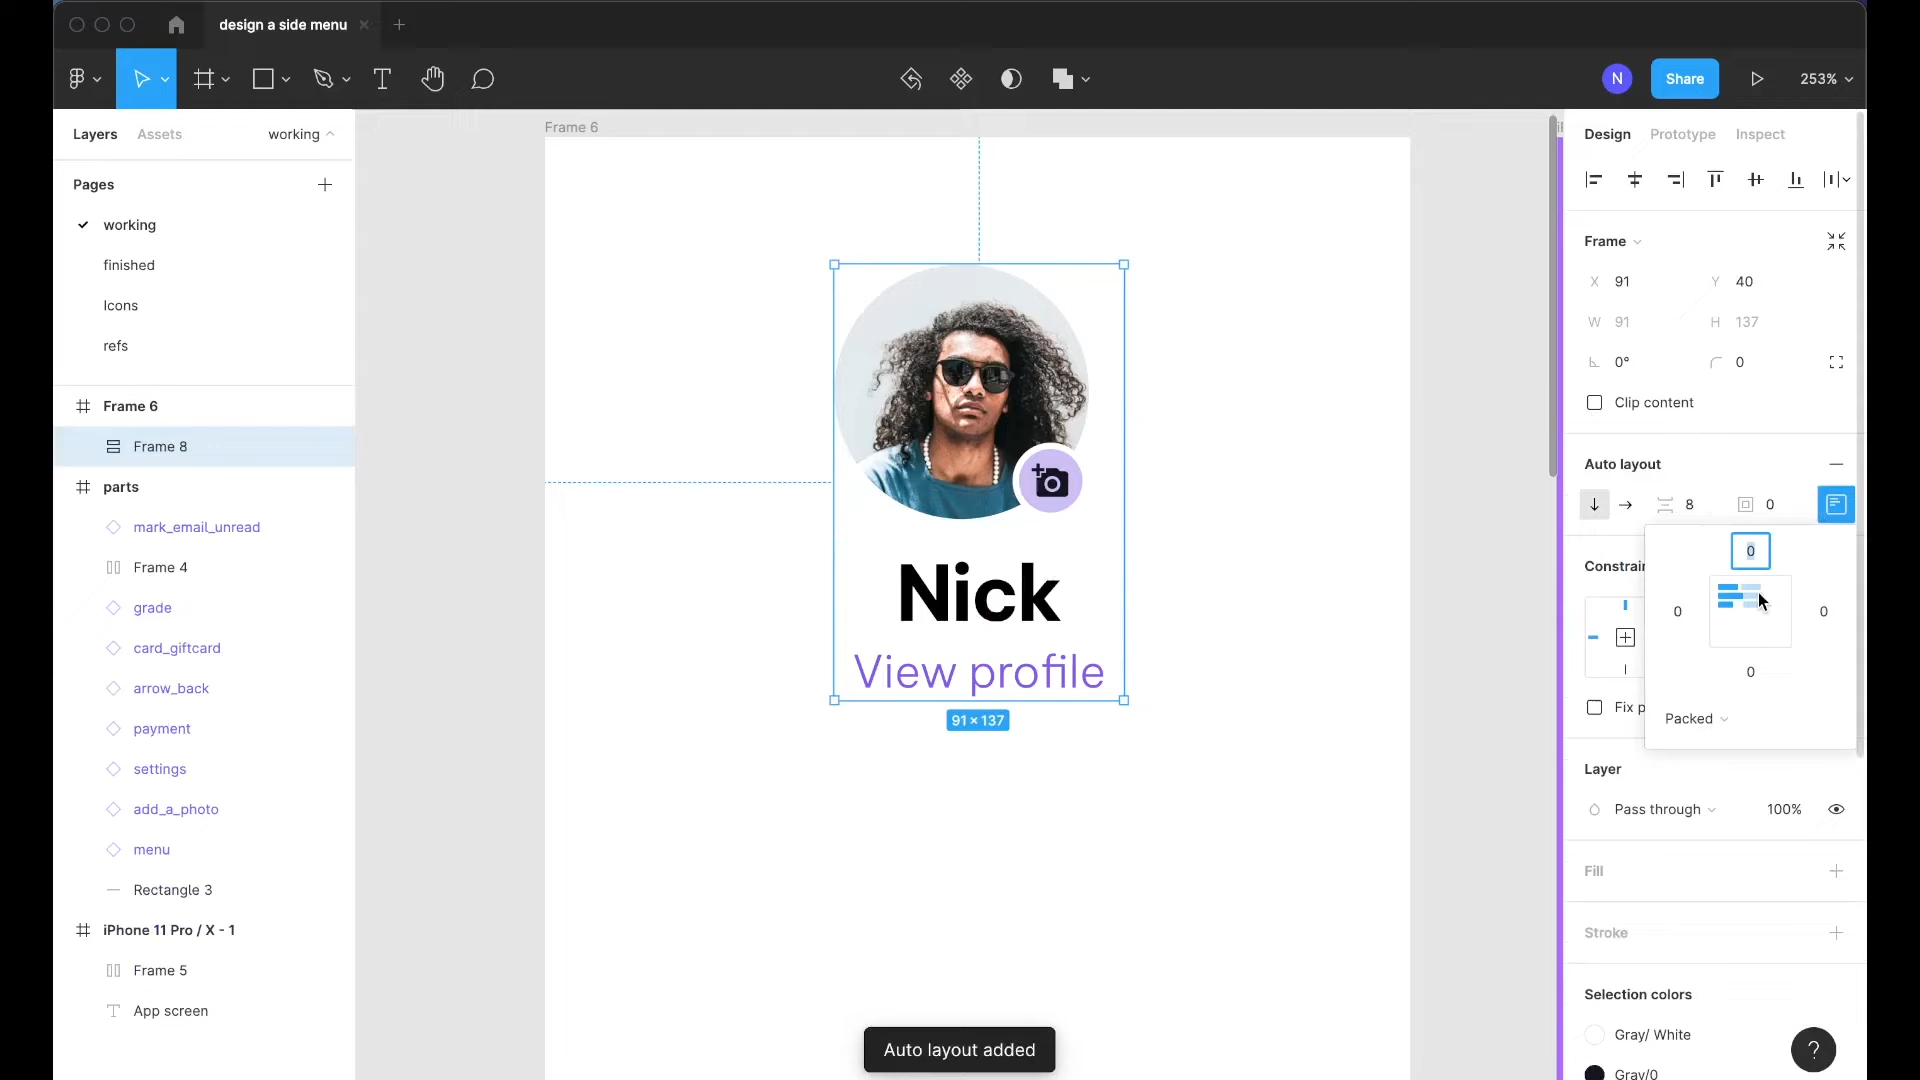 design a side menu
N
Share
253%
Layers
Assets
working
Pages
working
finished
Icons
refs
Frame 6
Frame 8
parts
mark_email_unread
Frame 4
grade
card_giftcard
arrow_back
payment
settings
add_a_photo
menu
Rectangle 3
iPhone 11 Pro / X - 1
Frame 5
App screen
Frame 6
Nick
View profile
91 × 137
Auto layout added
Design
Prototype
Inspect
Frame
X 91
Y 40
W 91
H 137
0°
0
Clip content
Auto layout
8
0
0
0
0
0
Packed
Constrain
Fix p
Layer
Pass through
100%
Fill
Stroke
Selection colors
Gray/ White
Gray/0
?